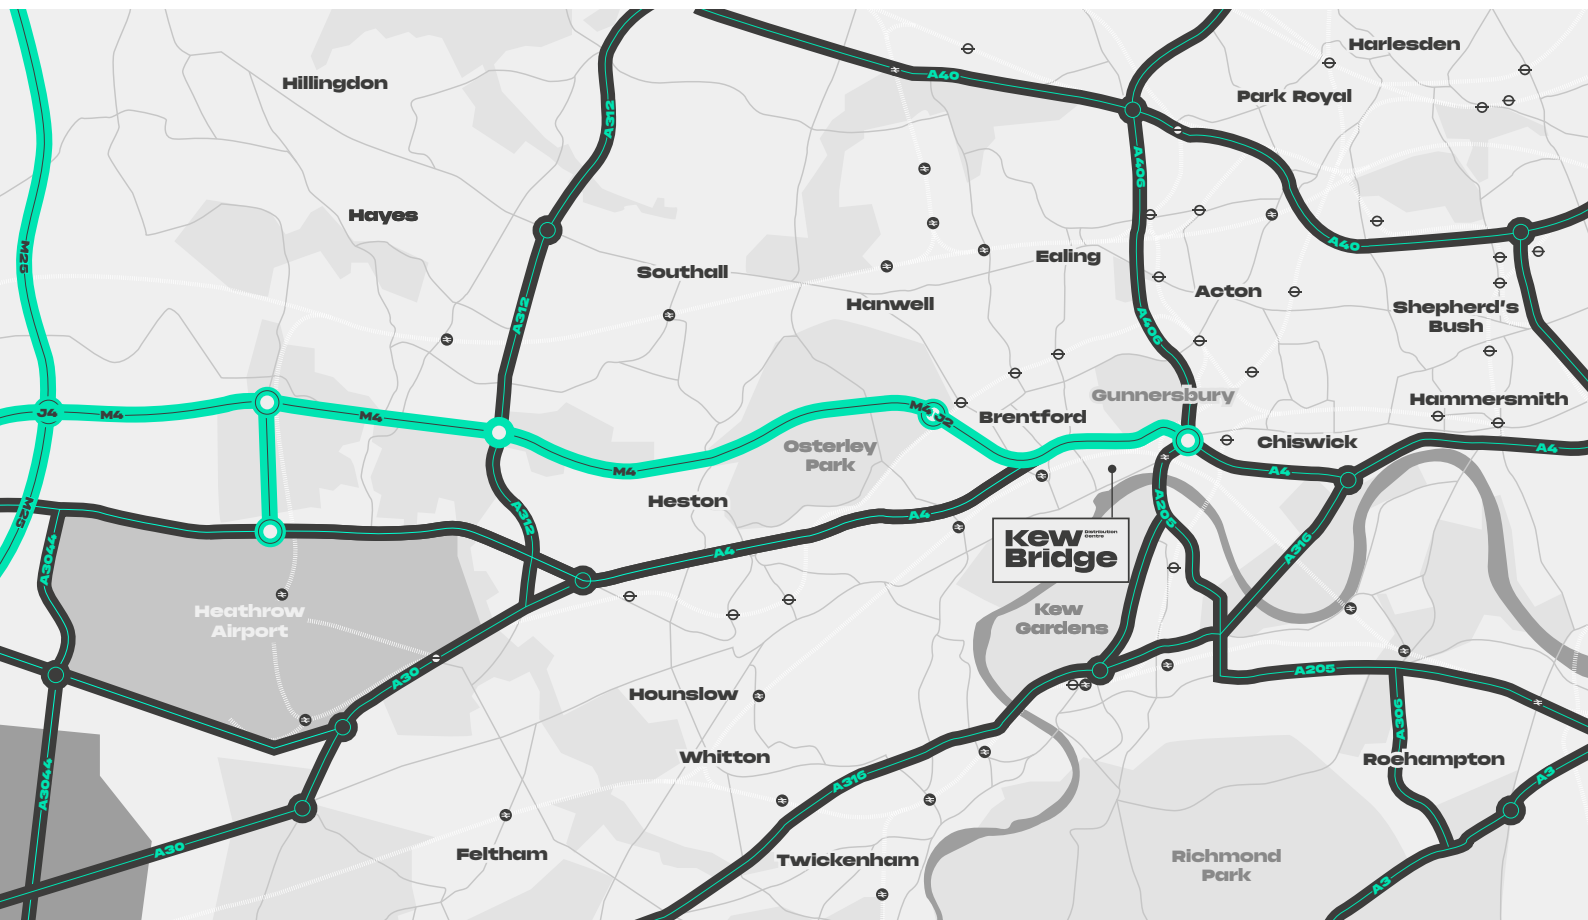 Harlesden
Hillingdon
A40
Park Royal
A312
A406
Hayes
M25
Ealing
A40
Southall
Acton
Hanwell
A312
Shepherd's
Bush
A406
Gunnersbury
Hammersmith
J4
M4
M4
M4 J2
Brentford
Chiswick
A4
Osterley
Park
M4
A4
Heston
A205
M25
A312
A4
Kew
Distribution
Centre
Bridge
A316
A4
A3044
Heathrow
Airport
Kew
Gardens
A30
A205
Hounslow
A306
Whitton
Roehampton
A3044
A316
A3
A30
Feltham
Twickenham
Richmond
Park
A3